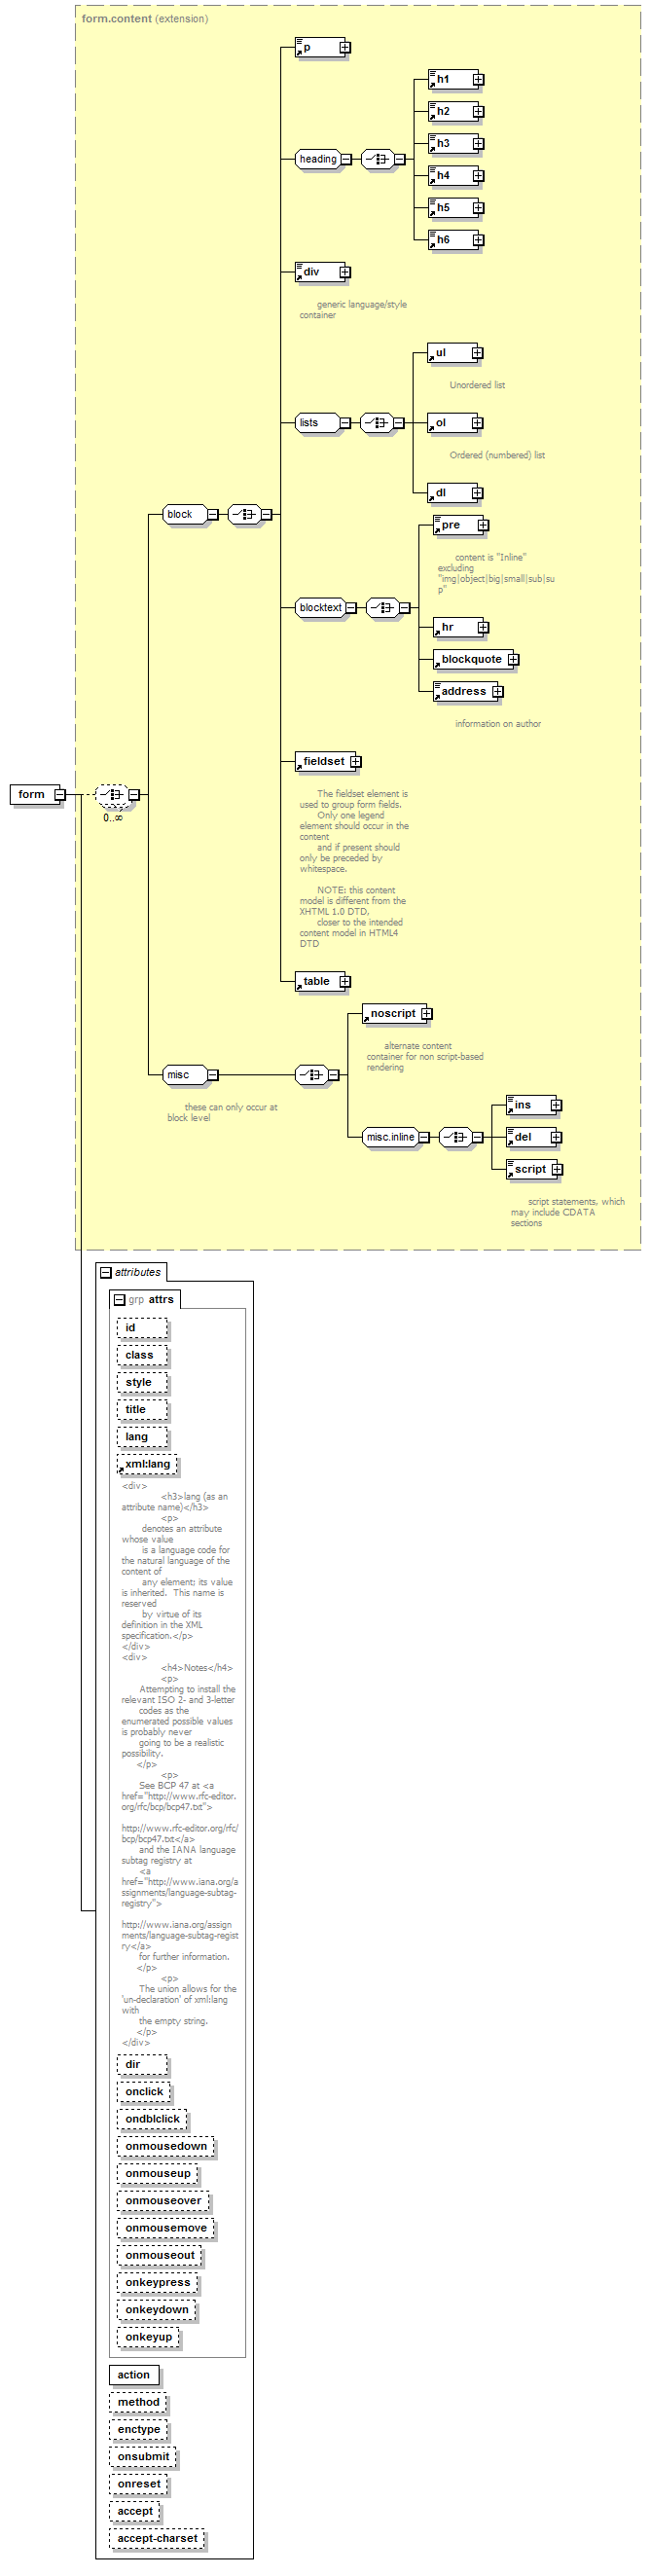 form.content (extension)
p
h1
h2
h3
heading
h4
h5
h6
div
generic language/style
container
ul
Unordered list
lists
ol
Ordered (numbered) list
dl
block
pre
content is "Inline"
excluding
"img|object|big|small|sub|su
p"
blocktext
hr
blockquote
address
information on author
fieldset
The fieldset element is
used to group form fields.
Only one legend
element should occur in the
content
and if present should
only be preceded by
whitespace.
NOTE: this content
model is different from the
XHTML 1.0 DTD,
closer to the intended
content model in HTML4
DTD
form
0..∞
table
noscript
alternate content
container for non script-based
rendering
misc
these can only occur at
block level
misc.inline
ins
del
script
script statements, which
may include CDATA
sections
attributes
grp attrs
id
class
style
title
lang
xml:lang
<div>
<h3>lang (as an
attribute name)</h3>
<p>
denotes an attribute
whose value
is a language code for
the natural language of the
content of
any element; its value
is inherited.  This name is
reserved
by virtue of its
definition in the XML
specification.</p>
</div>
<div>
<h4>Notes</h4>
<p>
Attempting to install the
relevant ISO 2- and 3-letter
codes as the
enumerated possible values
is probably never
going to be a realistic
possibility.
</p>
<p>
See BCP 47 at <a
href="http://www.rfc-editor.
org/rfc/bcp/bcp47.txt">
http://www.rfc-editor.org/rfc/
bcp/bcp47.txt</a>
and the IANA language
subtag registry at
<a
href="http://www.iana.org/a
ssignments/language-subtag-
registry">
http://www.iana.org/assign
ments/language-subtag-regist
ry</a>
for further information.
</p>
<p>
The union allows for the
'un-declaration' of xml:lang
with
the empty string.
</p>
</div>
dir
onclick
ondblclick
onmousedown
onmouseup
onmouseover
onmousemove
onmouseout
onkeypress
onkeydown
onkeyup
action
method
enctype
onsubmit
onreset
accept
accept-charset